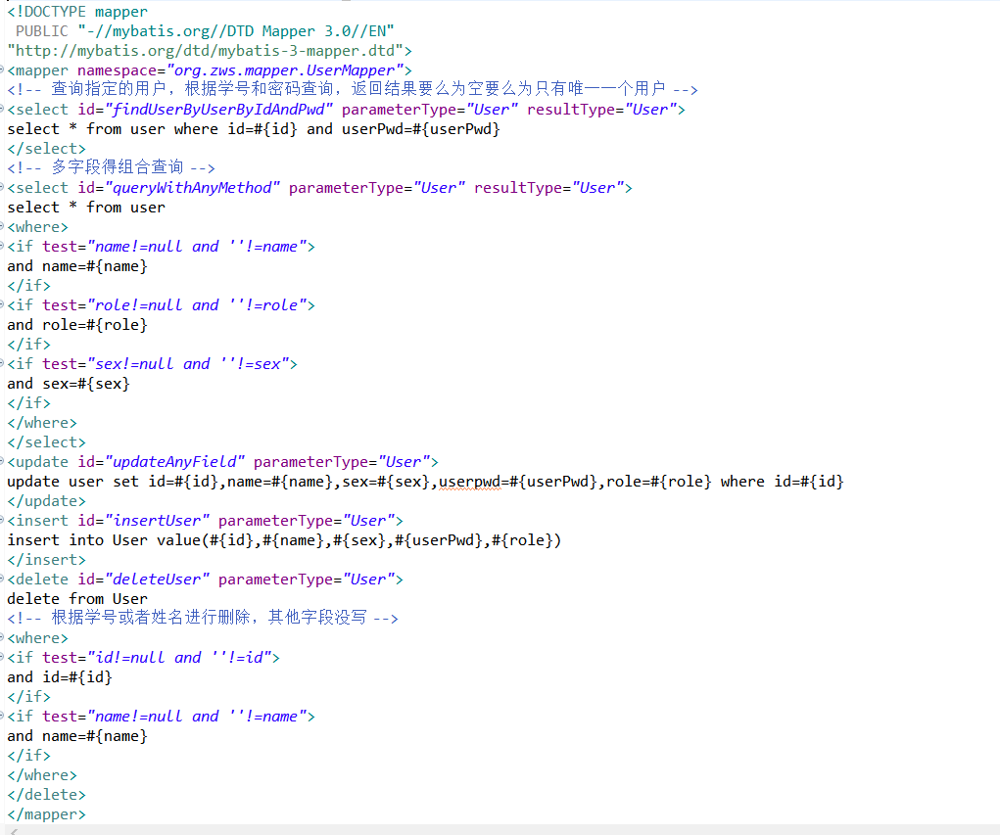 <!DOCTYPE mapper
PUBLIC "-//mybatis.org//DTD Mapper 3.0//EN"
"http://mybatis.org/dtd/mybatis-3-mapper.dtd">
<mapper namespace="org.zws.mapper.UserMapper">
<!-- 查询指定的用户，根据学号和密码查询，返回结果要么为空要么为只有唯一一个用户 -->
<select id="findUserByUserByIdAndPwd" parameterType="User" resultType="User">
select * from user where id=#{id} and userPwd=#{userPwd}
</select>
<!-- 多字段得组合查询 -->
<select id="queryWithAnyMethod" parameterType="User" resultType="User">
select * from user
<where>
<if test="name!=null and ''!=name">
and name=#{name}
</if>
<if test="role!=null and ''!=role">
and role=#{role}
</if>
<if test="sex!=null and ''!=sex">
and sex=#{sex}
</if>
</where>
</select>
<update id="updateAnyField" parameterType="User">
update user set id=#{id},name=#{name},sex=#{sex},userpwd=#{userPwd},role=#{role} where id=#{id}
</update>
<insert id="insertUser" parameterType="User">
insert into User value(#{id},#{name},#{sex},#{userPwd},#{role})
</insert>
<delete id="deleteUser" parameterType="User">
delete from User
<!-- 根据学号或者姓名进行删除，其他字段没写 -->
<where>
<if test="id!=null and ''!=id">
and id=#{id}
</if>
<if test="name!=null and ''!=name">
and name=#{name}
</if>
</where>
</delete>
</mapper>